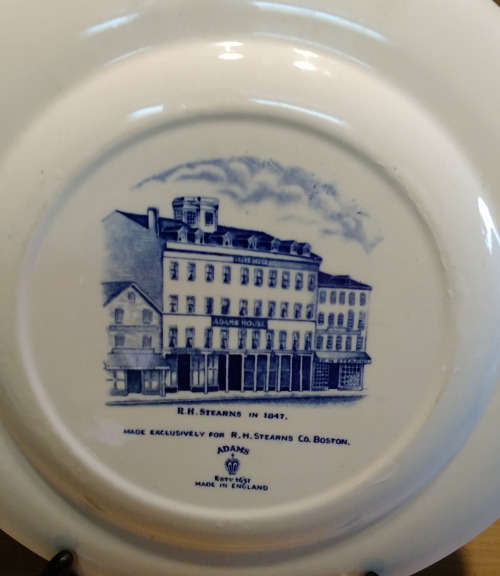 ADAMS HOUSE
R.H. STEARNS IN 1847.
MADE EXCLUSIVELY FOR R.H. STEARNS CO. BOSTON.
ADAMS
ESTD 1657
MADE IN ENGLAND